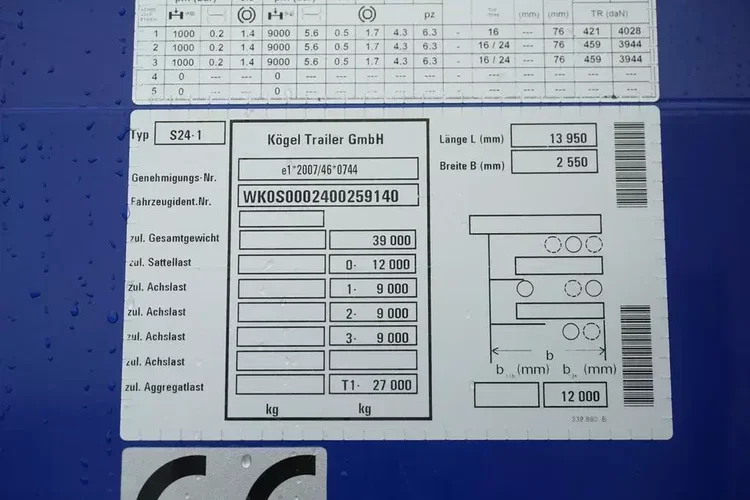 pz (mm) (mm) TR (daN)
1 1000 0.2 1.4 9000 5.6 0.5 1.7 4.3 6.3 - 16 --- 76 421 4028
2 1000 0.2 1.4 9000 5.6 0.5 1.7 4.3 6.3 - 16 / 24 --- 76 459 3944
3 1000 0.2 1.4 9000 5.6 0.5 1.7 4.3 6.3 - 16 / 24 --- 76 459 3944
4 0 --- --- --- --- --- --- --- --- - --- --- --- --- ---
5 0 --- --- --- --- --- --- --- --- - --- --- --- --- ---
Typ S24-1
Kögel Trailer GmbH
Länge L (mm) 13 950
Breite B (mm) 2 550
Genehmigungs-Nr. e1*2007/46*0744
Fahrzeugident.Nr. WK0S0002400259140
zul. Gesamtgewicht 39 000
zul. Sattellast 0- 12 000
zul. Achslast 1- 9 000
zul. Achslast 2- 9 000
zul. Achslast 3- 9 000
zul. Achslast
zul. Aggregatlast T1- 27 000
kg kg
b
b (mm) b (mm)
12 000
CE